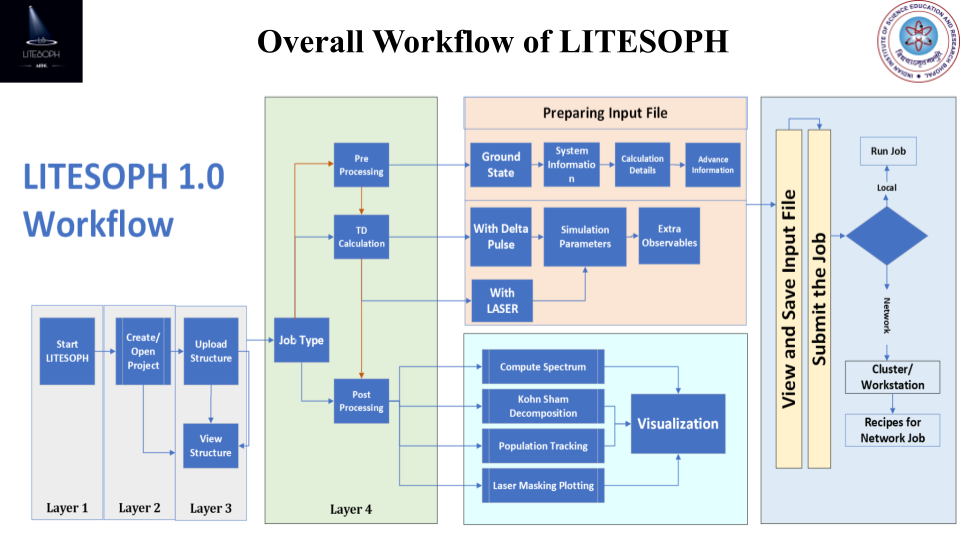 LITESOPH
Overall Workflow of LITESOPH
INDIAN INSTITUTE OF SCIENCE EDUCATION AND RESEARCH BHOPAL
LITESOPH 1.0
Workflow
Start
LITESOPH
Layer 1
Create/
Open
Project
Layer 2
Upload
Structure
View
Structure
Layer 3
Job Type
Pre
Processing
TD
Calculation
Post
Processing
Layer 4
Preparing Input File
Ground
State
System
Informatio
n
Calculation
Details
Advance
Information
With Delta
Pulse
Simulation
Parameters
Extra
Observables
With
LASER
Compute Spectrum
Kohn Sham
Decomposition
Population Tracking
Laser Masking Plotting
Visualization
View and Save Input File
Submit the Job
Run Job
Local
Network
Cluster/
Workstation
Recipes for
Network Job